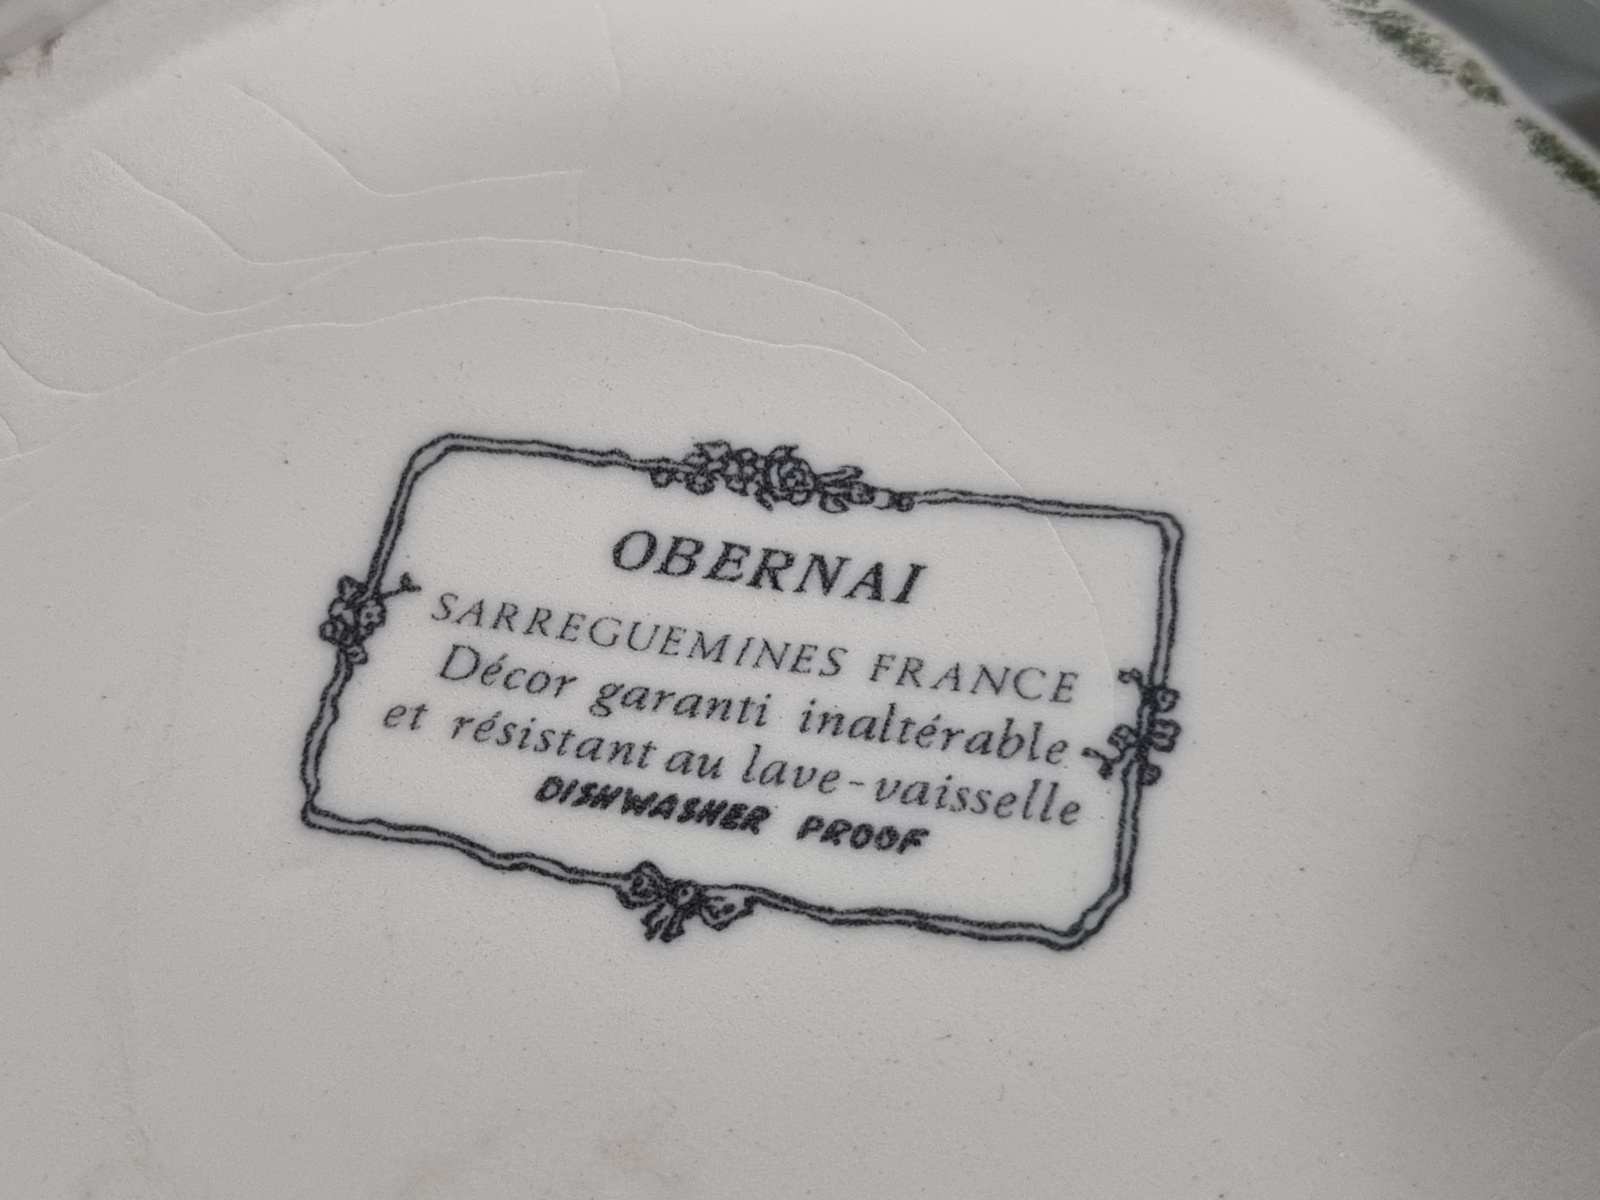 OBERNAI
SARREGUEMINES FRANCE
Décor garanti inaltérable
et résistant au lave-vaisselle
DISHWASHER PROOF